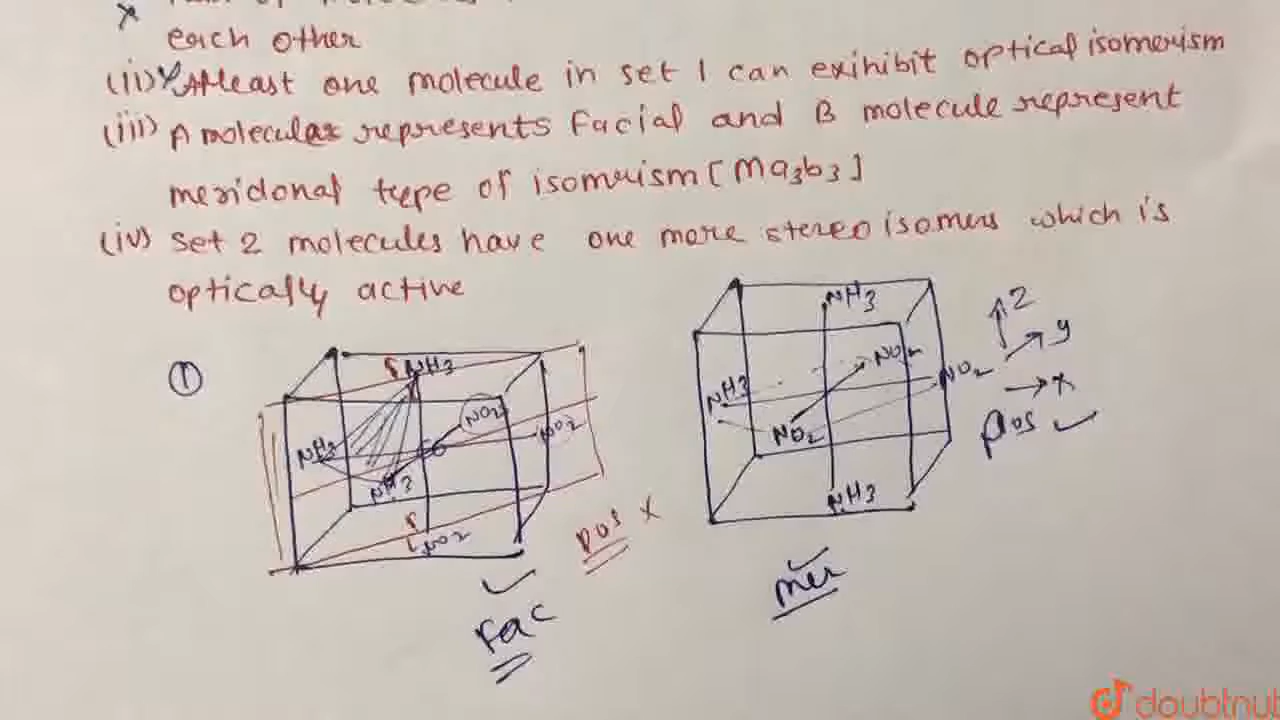 each other
(ii) Atleast one molecule in set 1 can exihibit optical isomerism
(iii) A molecular represents Facial and B molecule represent
meridonal type of isomerism [Ma3b3]
(iv) set 2 molecules have one more stereo isomers which is
optically active
①
NH3
NO2
NH3
NO2
NH3
NO2
Fac
POS x
NH3
NO2
NH3
NO2
NO2
NH3
mer
z
y
x
POS
doubtnut